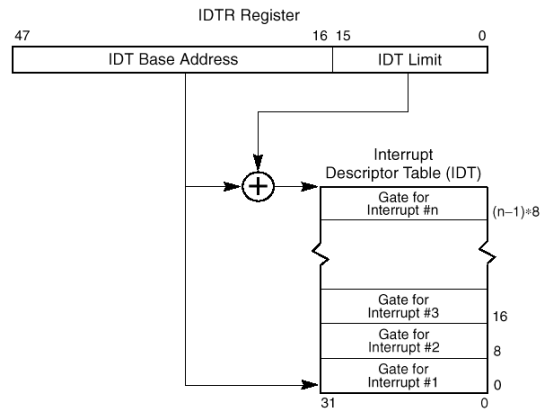 IDTR Register
47 16 15 0
IDT Base Address IDT Limit
+
Interrupt
Descriptor Table (IDT)
Gate for
Interrupt #n
(n−1)∗8
Gate for
Interrupt #3
16
Gate for
Interrupt #2
8
Gate for
Interrupt #1
0
31 0